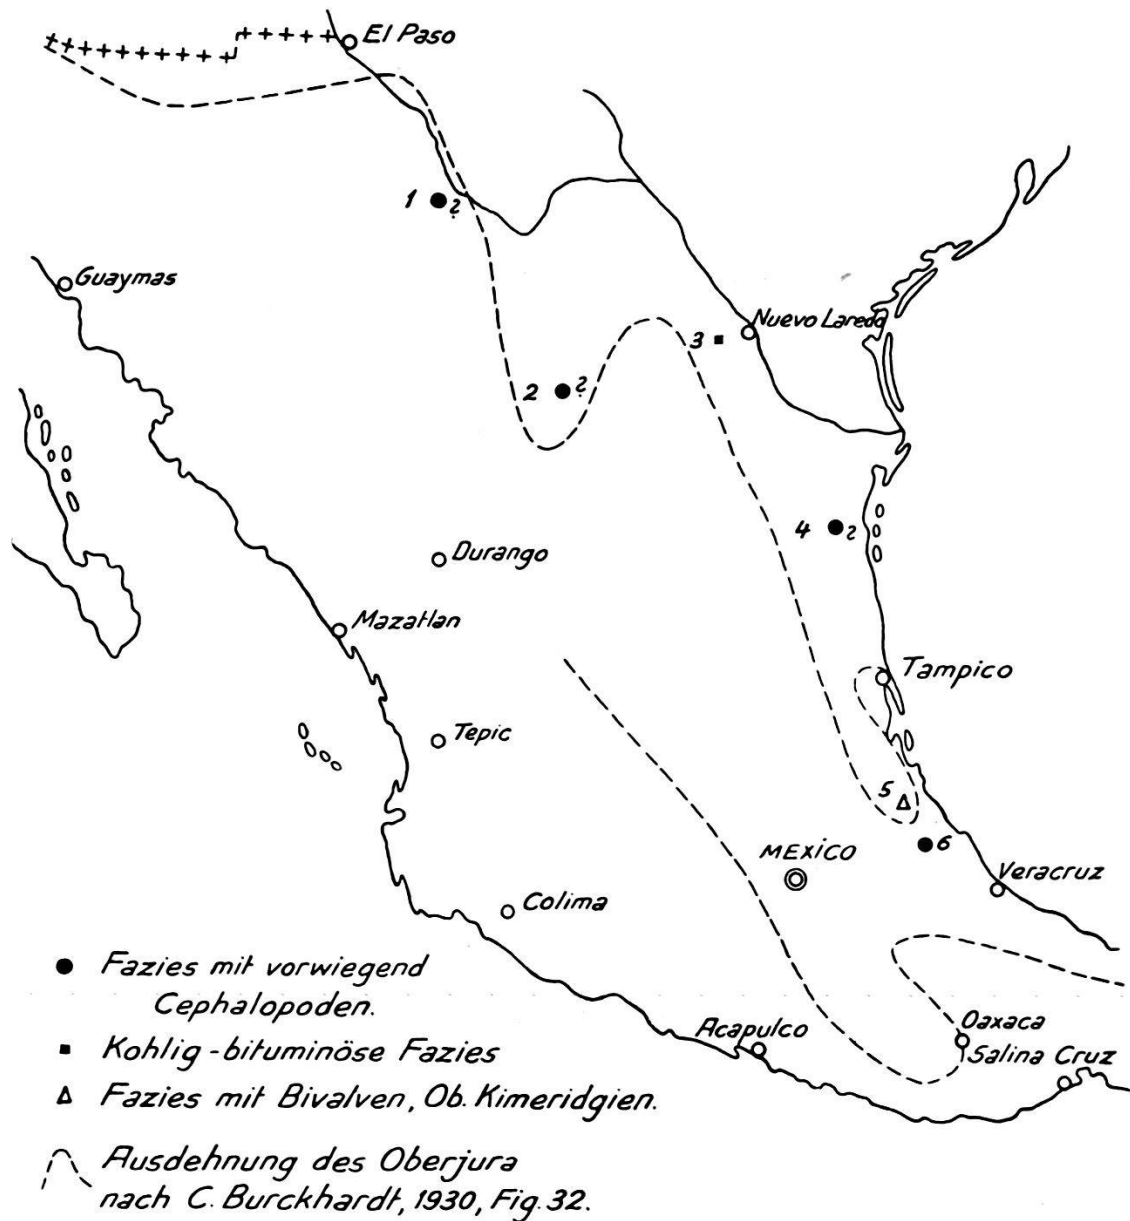 El Paso
1 ?
Guaymas
Nuevo Laredo
3
2 ?
4 ?
Durango
Mazatlan
Tampico
Tepic
5
MEXICO
6
Veracruz
Colima
Fazies mit vorwiegend
Cephalopoden.
Oaxaca
Acapulco
Salina Cruz
Kohlig-bituminöse Fazies
Fazies mit Bivalven, Ob. Kimeridgien.
Ausdehnung des Oberjura
nach C. Burckhardt, 1930, Fig. 32.